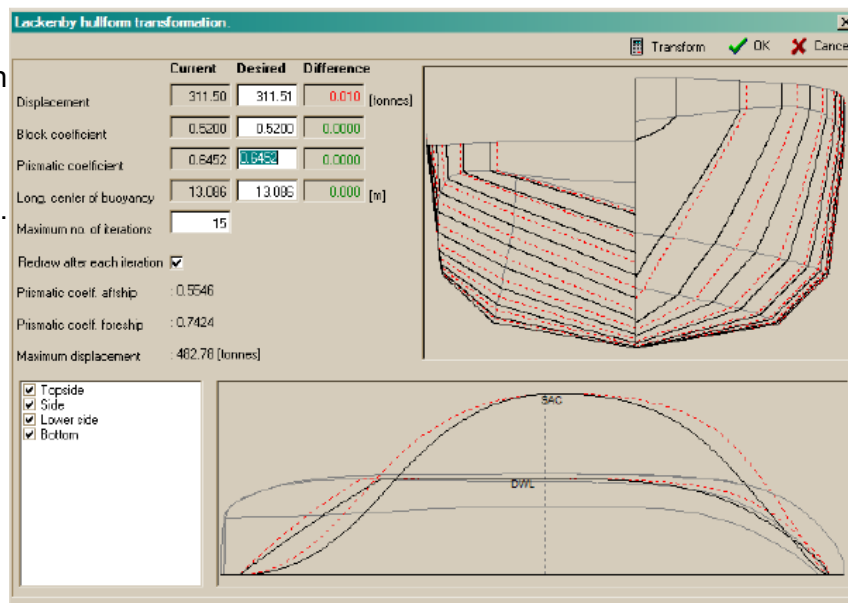 Lackenby hullform transformation.
Transform OK Cance
Current Desired Difference
n
Displacement 311.50 311.51 0.010 [tonnes]
Block coefficient 0.5200 0.5200 0.0000
Prismatic coefficient 0.6452 0.6452 0.0000
Long. center of buoyancy 13.086 13.086 0.000 [m]
.
Maximum no. of iterations 15
Redraw after each iteration
Prismatic coeff. aftship : 0.5546
Prismatic coeff. foreship : 0.7424
Maximum displacement : 482.78 [tonnes]
Topside
Side
Lower side
Bottom
SAC
DWL